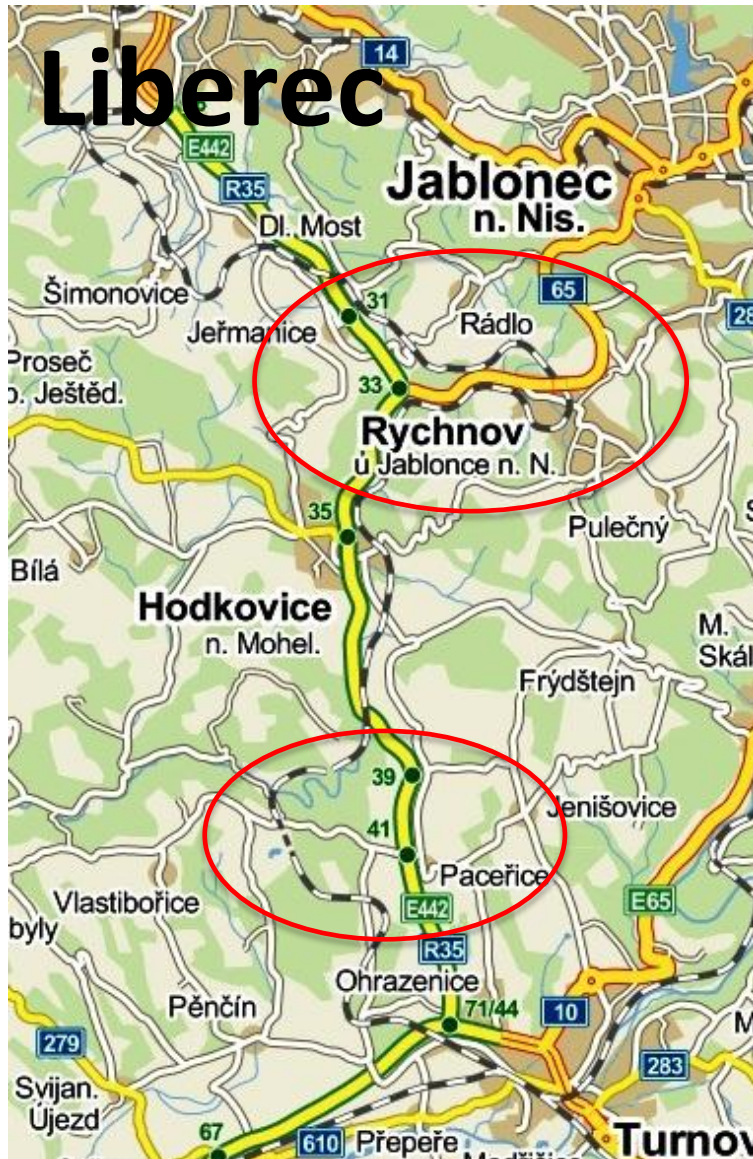 14
Liberec
E442
R35
Jablonec
n. Nis.
Dl. Most
65
Šimonovice
31
Rádlo
28
Jeřmanice
Proseč
p. Ještěd.
33
Rychnov
u Jablonce n. N.
35
Pulečný
Bílá
Hodkovice
n. Mohel.
M.
Skál
Frýdštejn
39
Jenišovice
41
Paceřice
Vlastibořice
E442
E65
byly
R35
Ohrazenice
Pěnčín
71/44
10
M
279
283
Svijan.
Újezd
67
610
Přepeře
Turnov